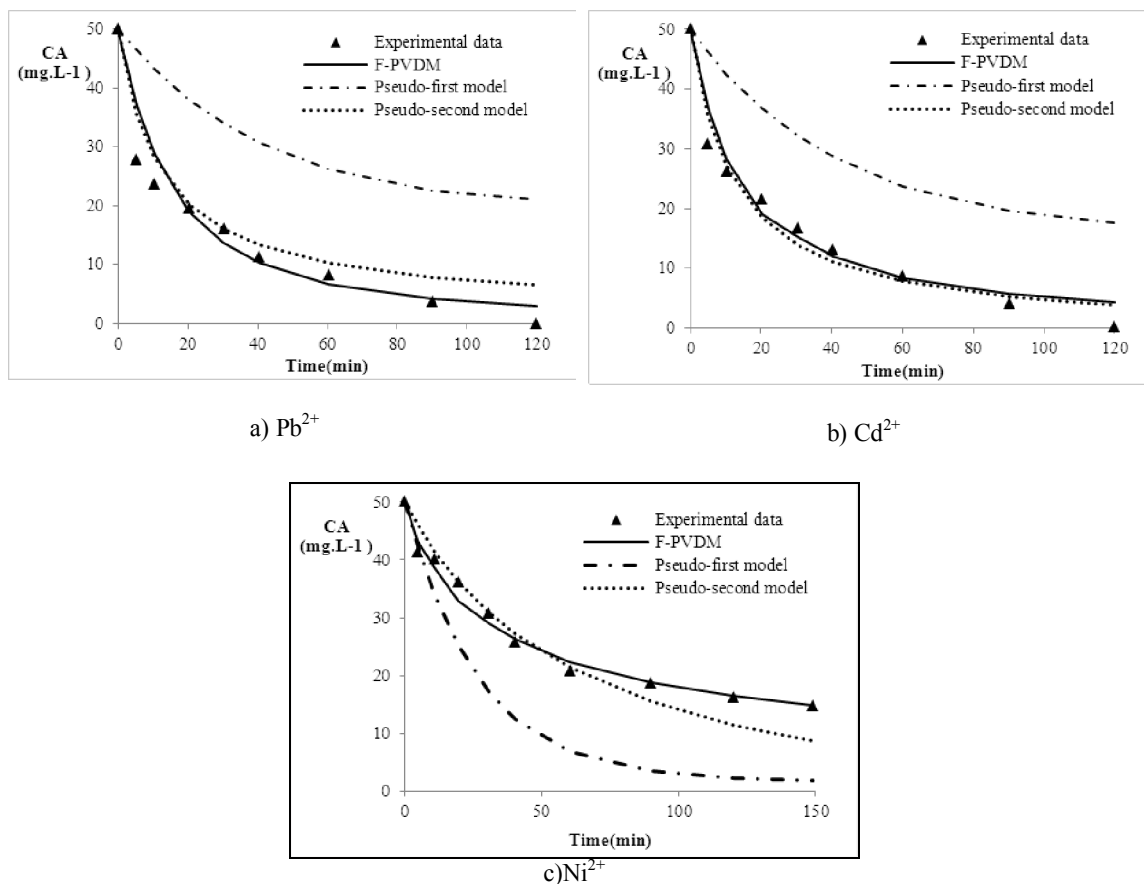 50
CA
(mg.L-1 )
40
30
20
10
0
Experimental data
F-PVDM
Pseudo-first model
Pseudo-second model
0 20 40 60 80 100 120
Time(min)
a) Pb²⁺
50
CA
(mg.L-1 )
40
30
20
10
0
Experimental data
F-PVDM
Pseudo-first model
Pseudo-second model
0 20 40 60 80 100 120
Time(min)
b) Cd²⁺
50
CA
(mg.L-1 )
40
30
20
10
0
Experimental data
F-PVDM
Pseudo-first model
Pseudo-second model
0 50 100 150
Time(min)
c)Ni²⁺